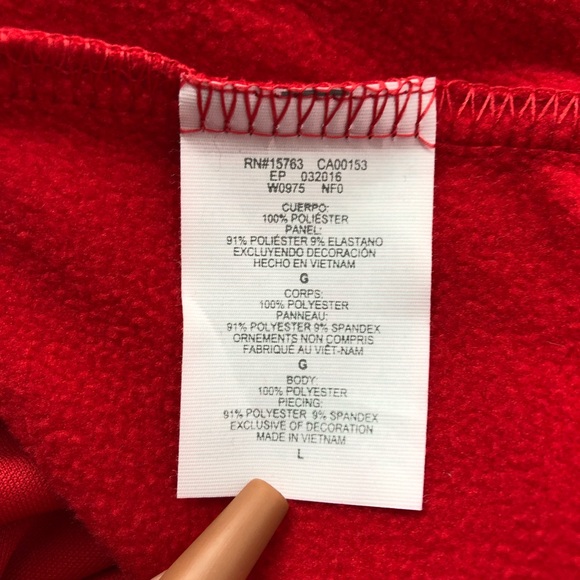 RN#15763 CA00153
EP 032016
W0975 NF0
CUERPO:
100% POLIÉSTER
PANEL:
91% POLIÉSTER 9% ELASTANO
EXCLUYENDO DECORACIÓN
HECHO EN VIETNAM
G
CORPS:
100% POLYESTER
PANNEAU:
91% POLYESTER 9% SPANDEX
ORNEMENTS NON COMPRIS
FABRIQUÉ AU VIÊT-NAM
G
BODY:
100% POLYESTER
PIECING:
91% POLYESTER 9% SPANDEX
EXCLUSIVE OF DECORATION
MADE IN VIETNAM
L